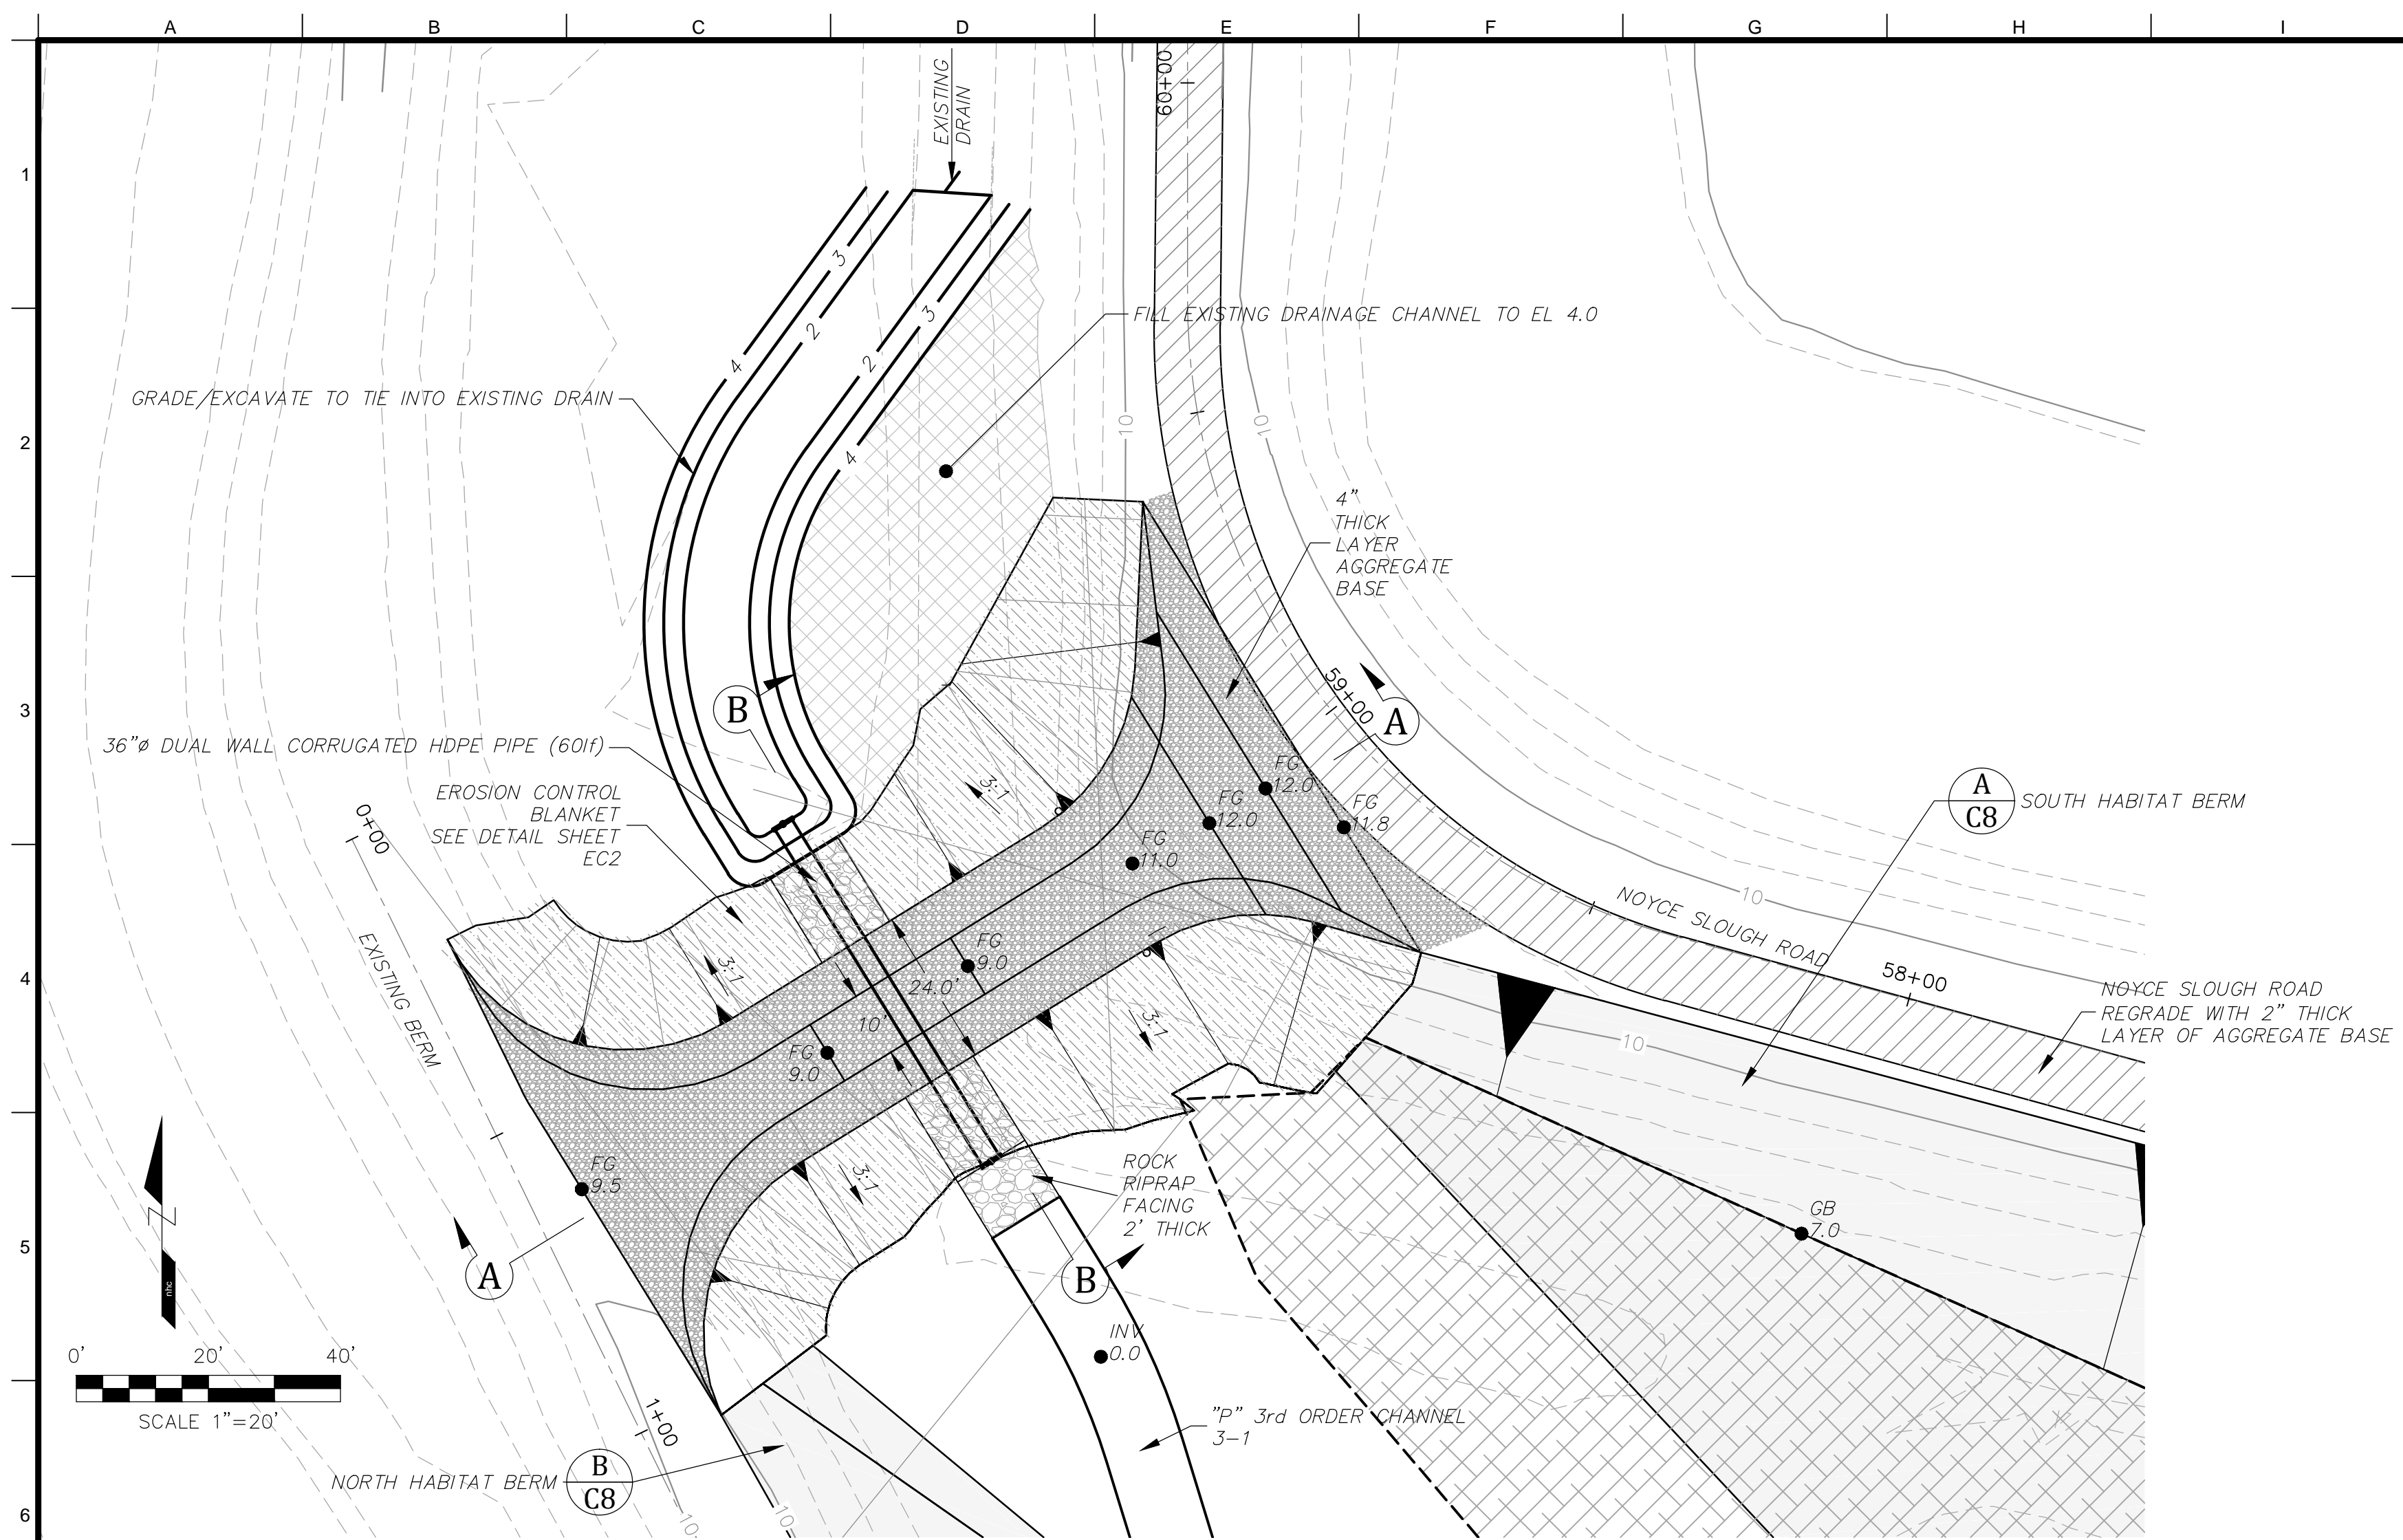 A B C D E F G H I
1
2
3
4
5
6
EXISTING
DRAIN
60+00
3
2
4
3
2
4
FILL EXISTING DRAINAGE CHANNEL TO EL 4.0
GRADE/EXCAVATE TO TIE INTO EXISTING DRAIN
10
10
4"
THICK
LAYER
AGGREGATE
BASE
B
59+00
A
36"ø DUAL WALL CORRUGATED HDPE PIPE (60lf)
EROSION CONTROL
BLANKET
SEE DETAIL SHEET
EC2
0+00
3:1
FG
12.0
FG
12.0
FG
11.8
FG
11.0
A
C8
SOUTH HABITAT BERM
10
NOYCE SLOUGH ROAD
58+00
NOYCE SLOUGH ROAD
REGRADE WITH 2" THICK
LAYER OF AGGREGATE BASE
EXISTING BERM
3:1
FG
9.0
24.0'
10'
FG
9.0
3:1
10
FG
9.5
3:1
ROCK
RIPRAP
FACING
2' THICK
GB
7.0
A
B
N
nhc
INV
0.0
0' 20' 40'
SCALE 1"=20'
1+00
"P" 3rd ORDER CHANNEL
3-1
NORTH HABITAT BERM
B
C8
10
10